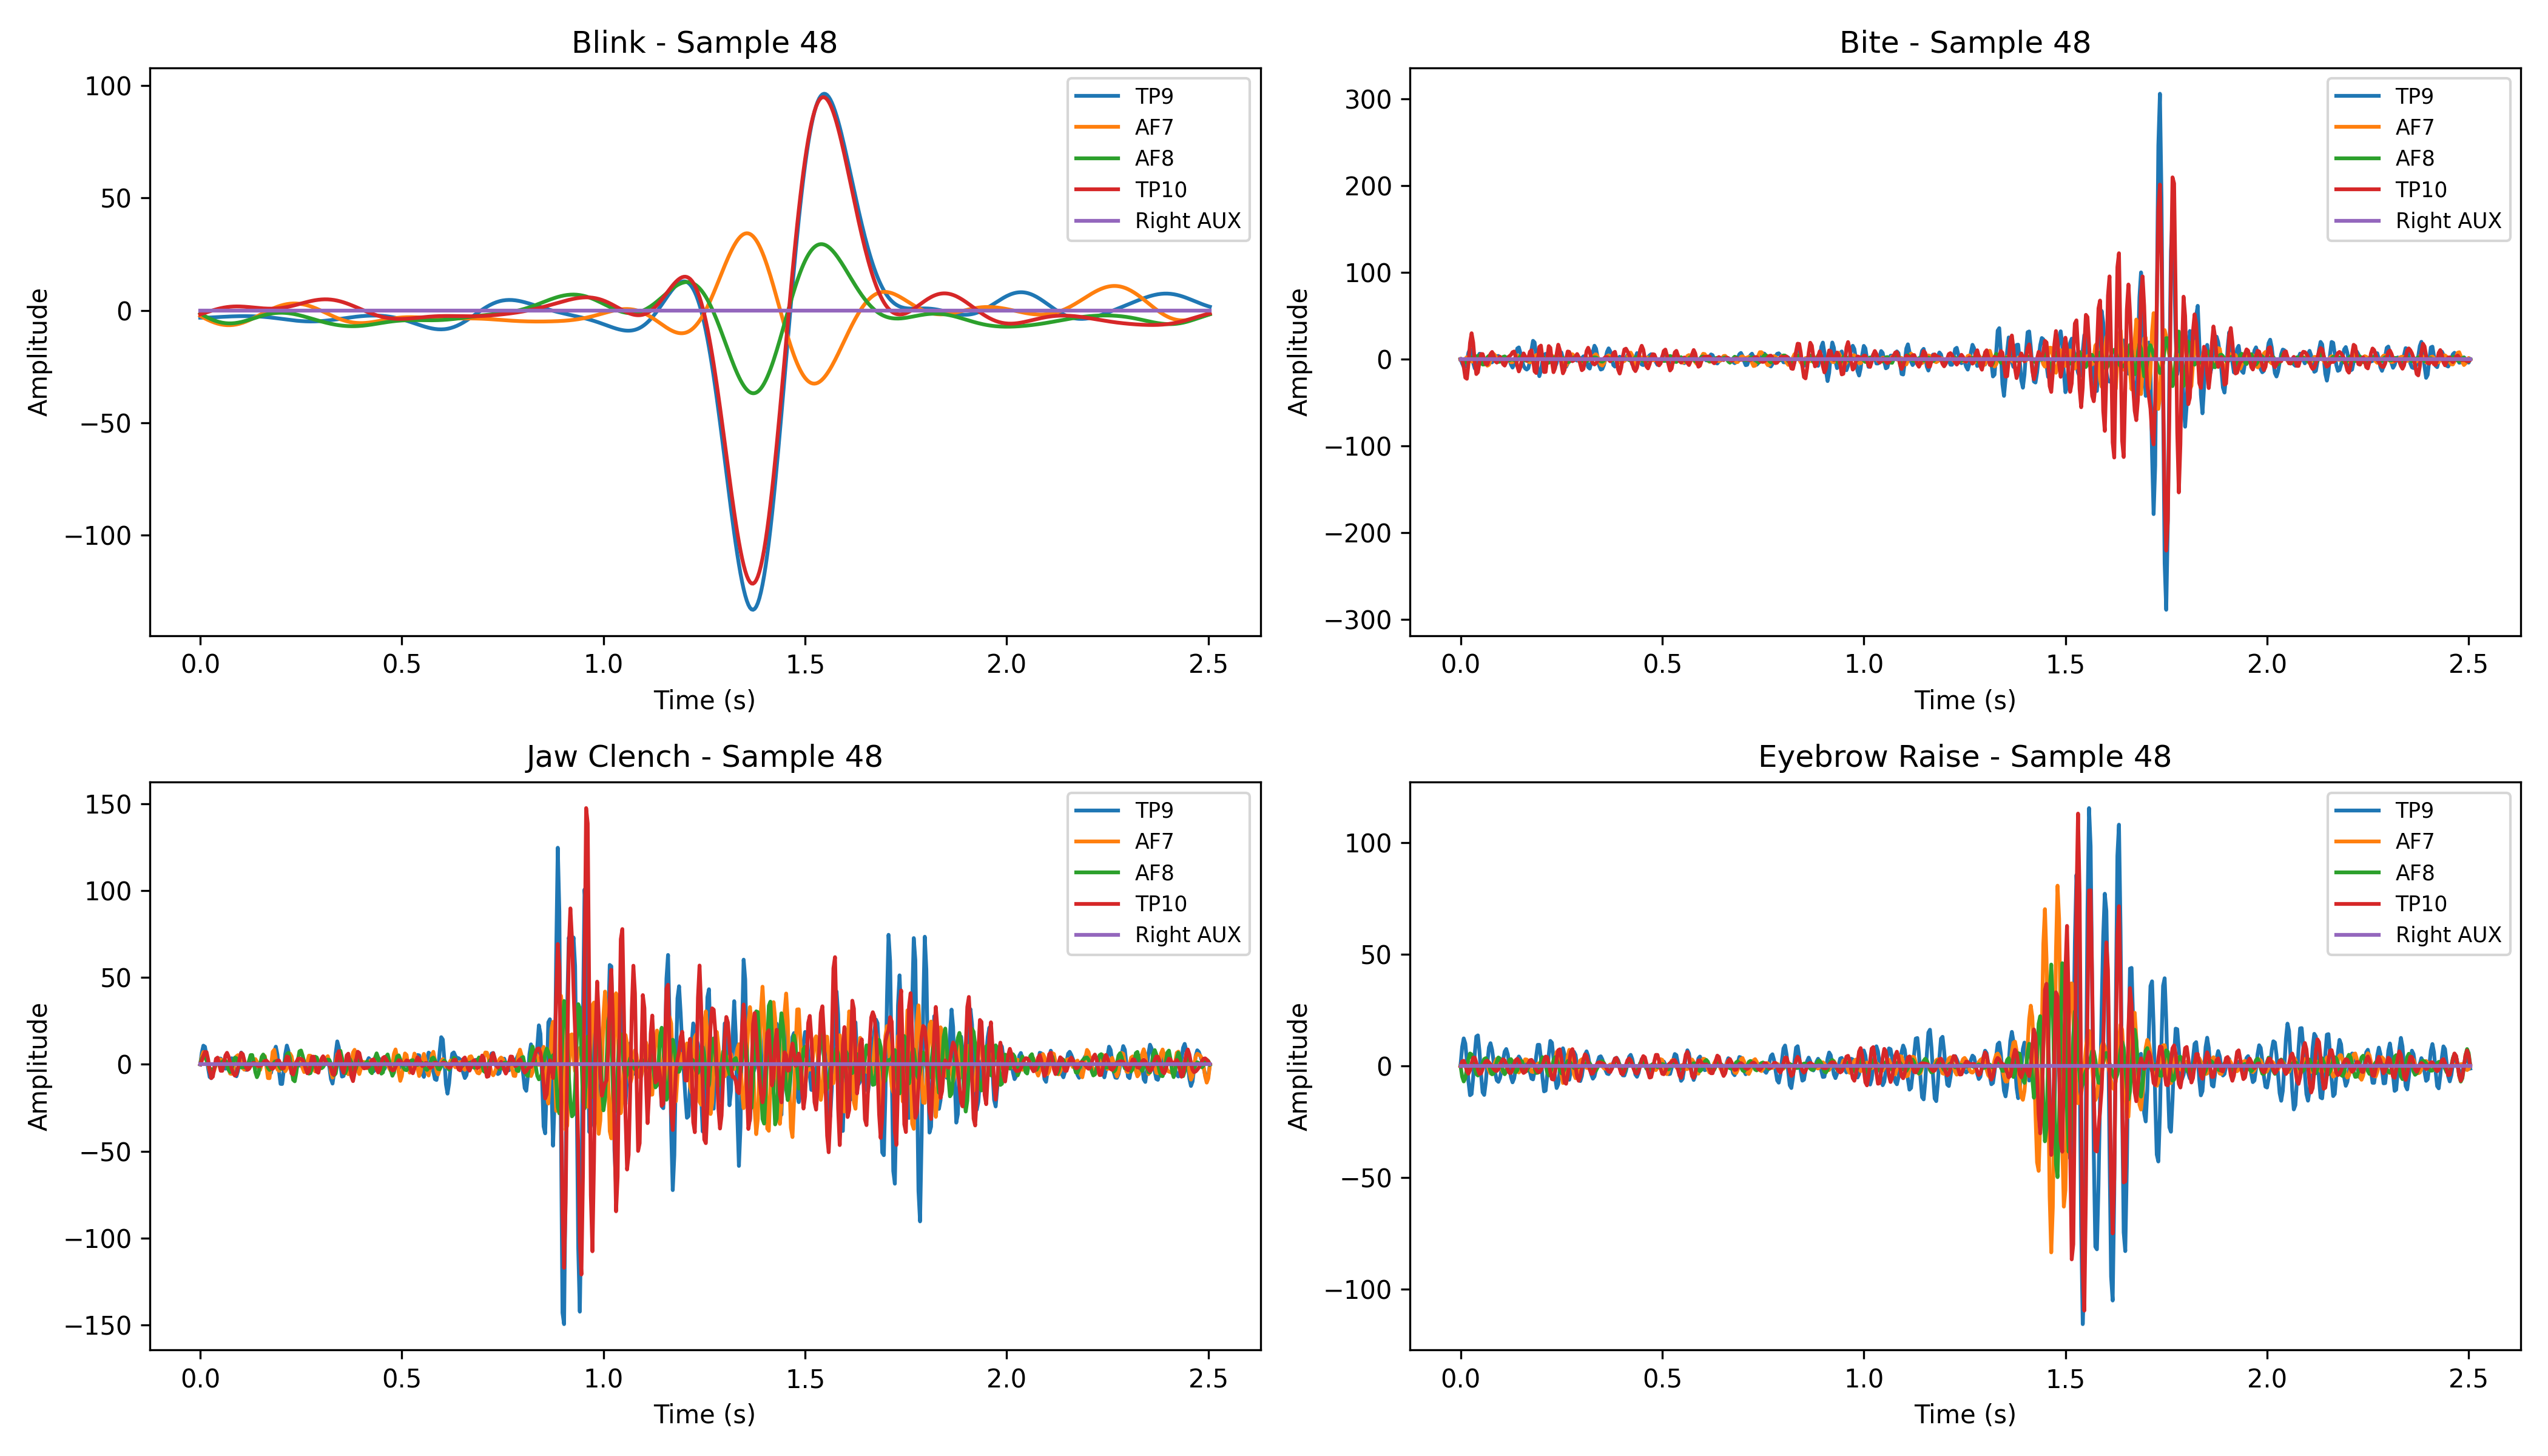 Blink - Sample 48
100
50
0
−50
−100
Amplitude
0.0 0.5 1.0 1.5 2.0 2.5
Time (s)
TP9
AF7
AF8
TP10
Right AUX
Bite - Sample 48
300
200
100
0
−100
−200
−300
Amplitude
0.0 0.5 1.0 1.5 2.0 2.5
Time (s)
TP9
AF7
AF8
TP10
Right AUX
Jaw Clench - Sample 48
150
100
50
0
−50
−100
−150
Amplitude
0.0 0.5 1.0 1.5 2.0 2.5
Time (s)
TP9
AF7
AF8
TP10
Right AUX
Eyebrow Raise - Sample 48
100
50
0
−50
−100
Amplitude
0.0 0.5 1.0 1.5 2.0 2.5
Time (s)
TP9
AF7
AF8
TP10
Right AUX